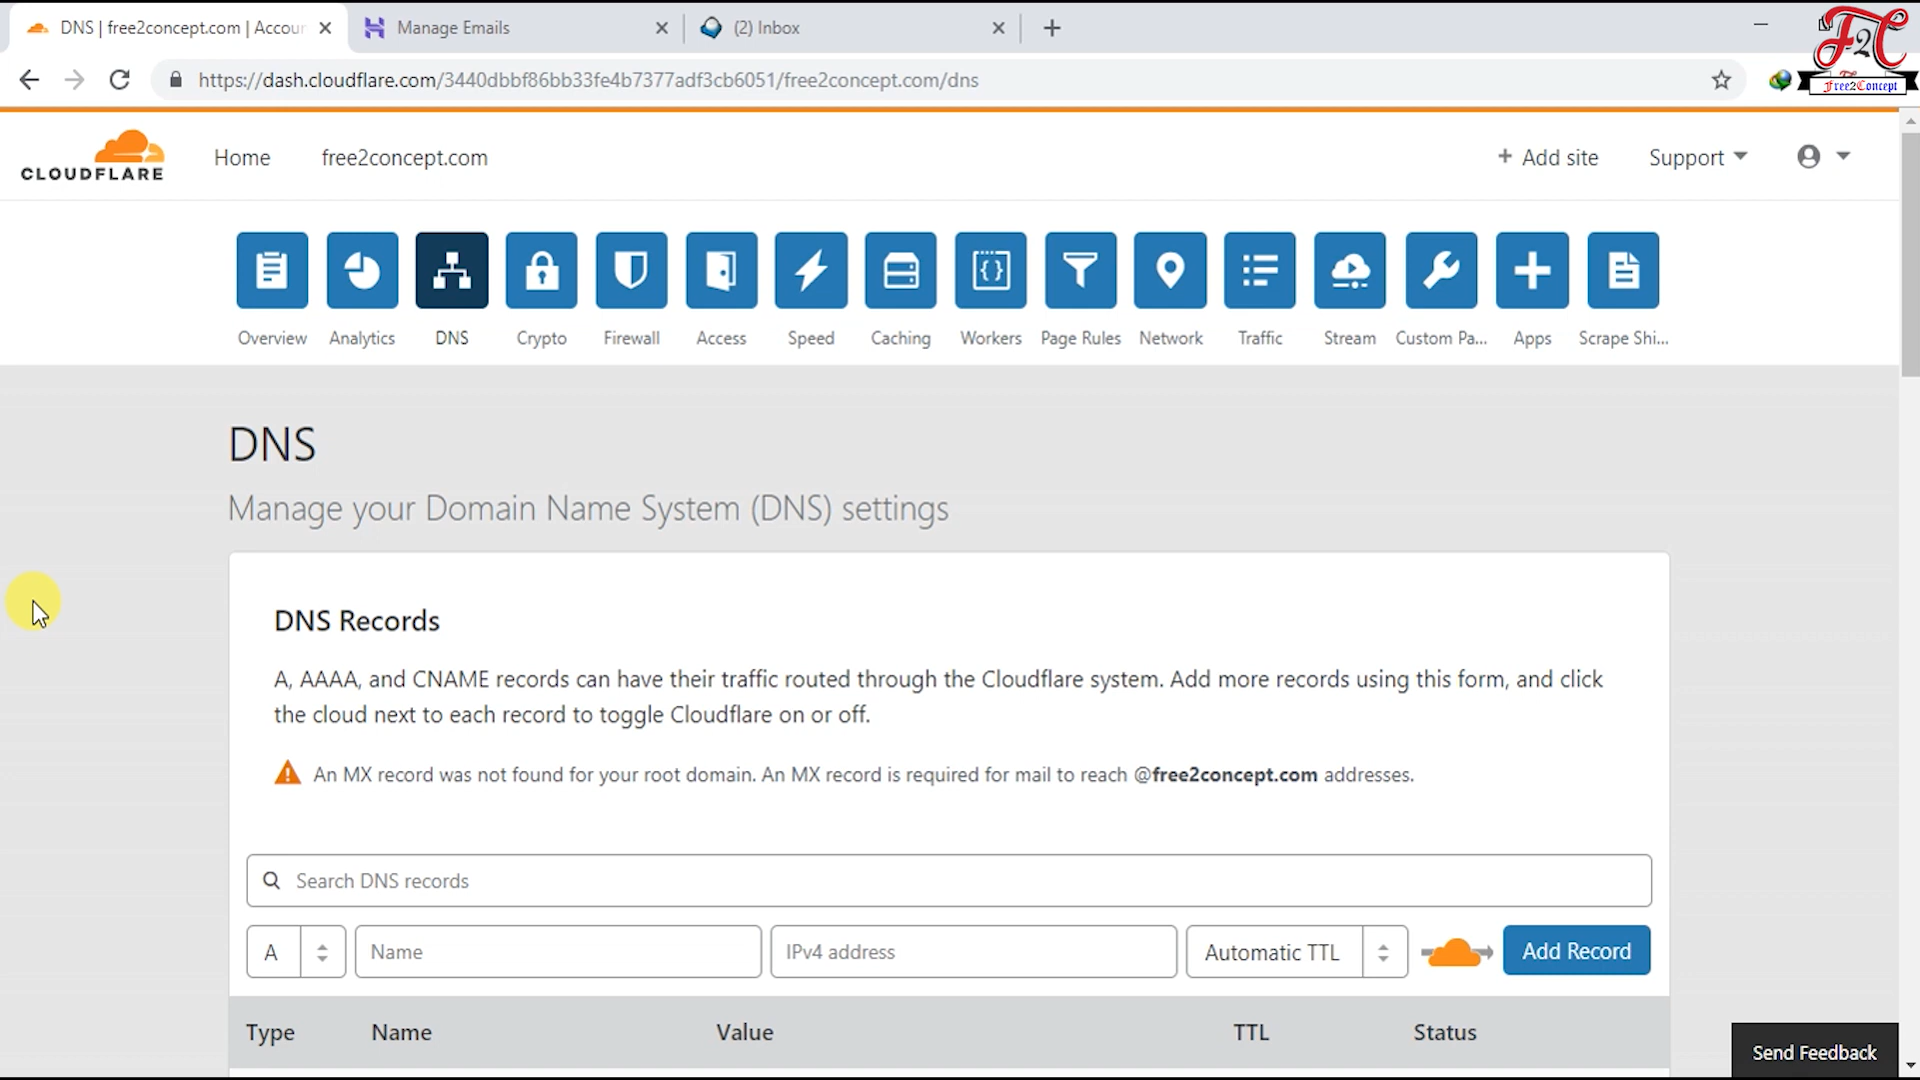 DNS | free2concept.com | Accour
Manage Emails
(2) Inbox
F2C
The
Free2Concept
https://dash.cloudflare.com/3440dbbf86bb33fe4b7377adf3cb6051/free2concept.com/dns
CLOUDFLARE
Home
free2concept.com
+ Add site
Support
Overview
Analytics
DNS
Crypto
Firewall
Access
Speed
Caching
Workers
Page Rules
Network
Traffic
Stream
Custom Pa...
Apps
Scrape Shi...
DNS
Manage your Domain Name System (DNS) settings
DNS Records
A, AAAA, and CNAME records can have their traffic routed through the Cloudflare system. Add more records using this form, and click
the cloud next to each record to toggle Cloudflare on or off.
An MX record was not found for your root domain. An MX record is required for mail to reach @free2concept.com addresses.
Search DNS records
A
Name
IPv4 address
Automatic TTL
Add Record
Type
Name
Value
TTL
Status
Send Feedback